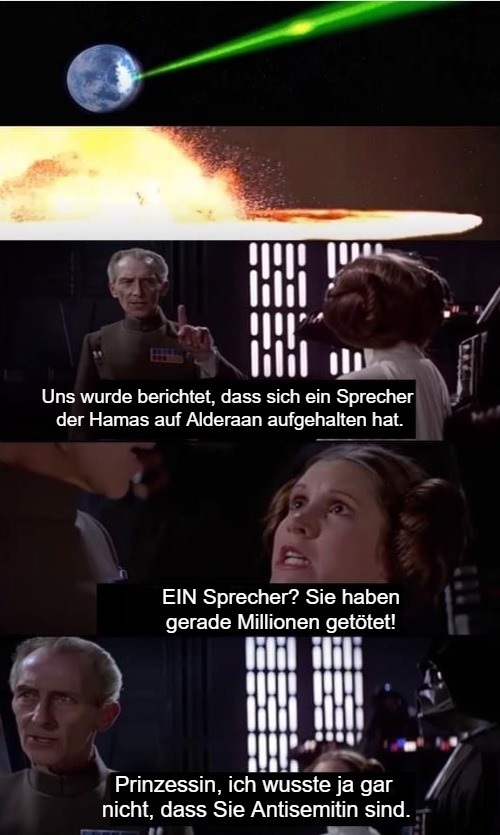 Uns wurde berichtet, dass sich ein Sprecher
der Hamas auf Alderaan aufgehalten hat.
EIN Sprecher? Sie haben
gerade Millionen getötet!
Prinzessin, ich wusste ja gar
nicht, dass Sie Antisemitin sind.